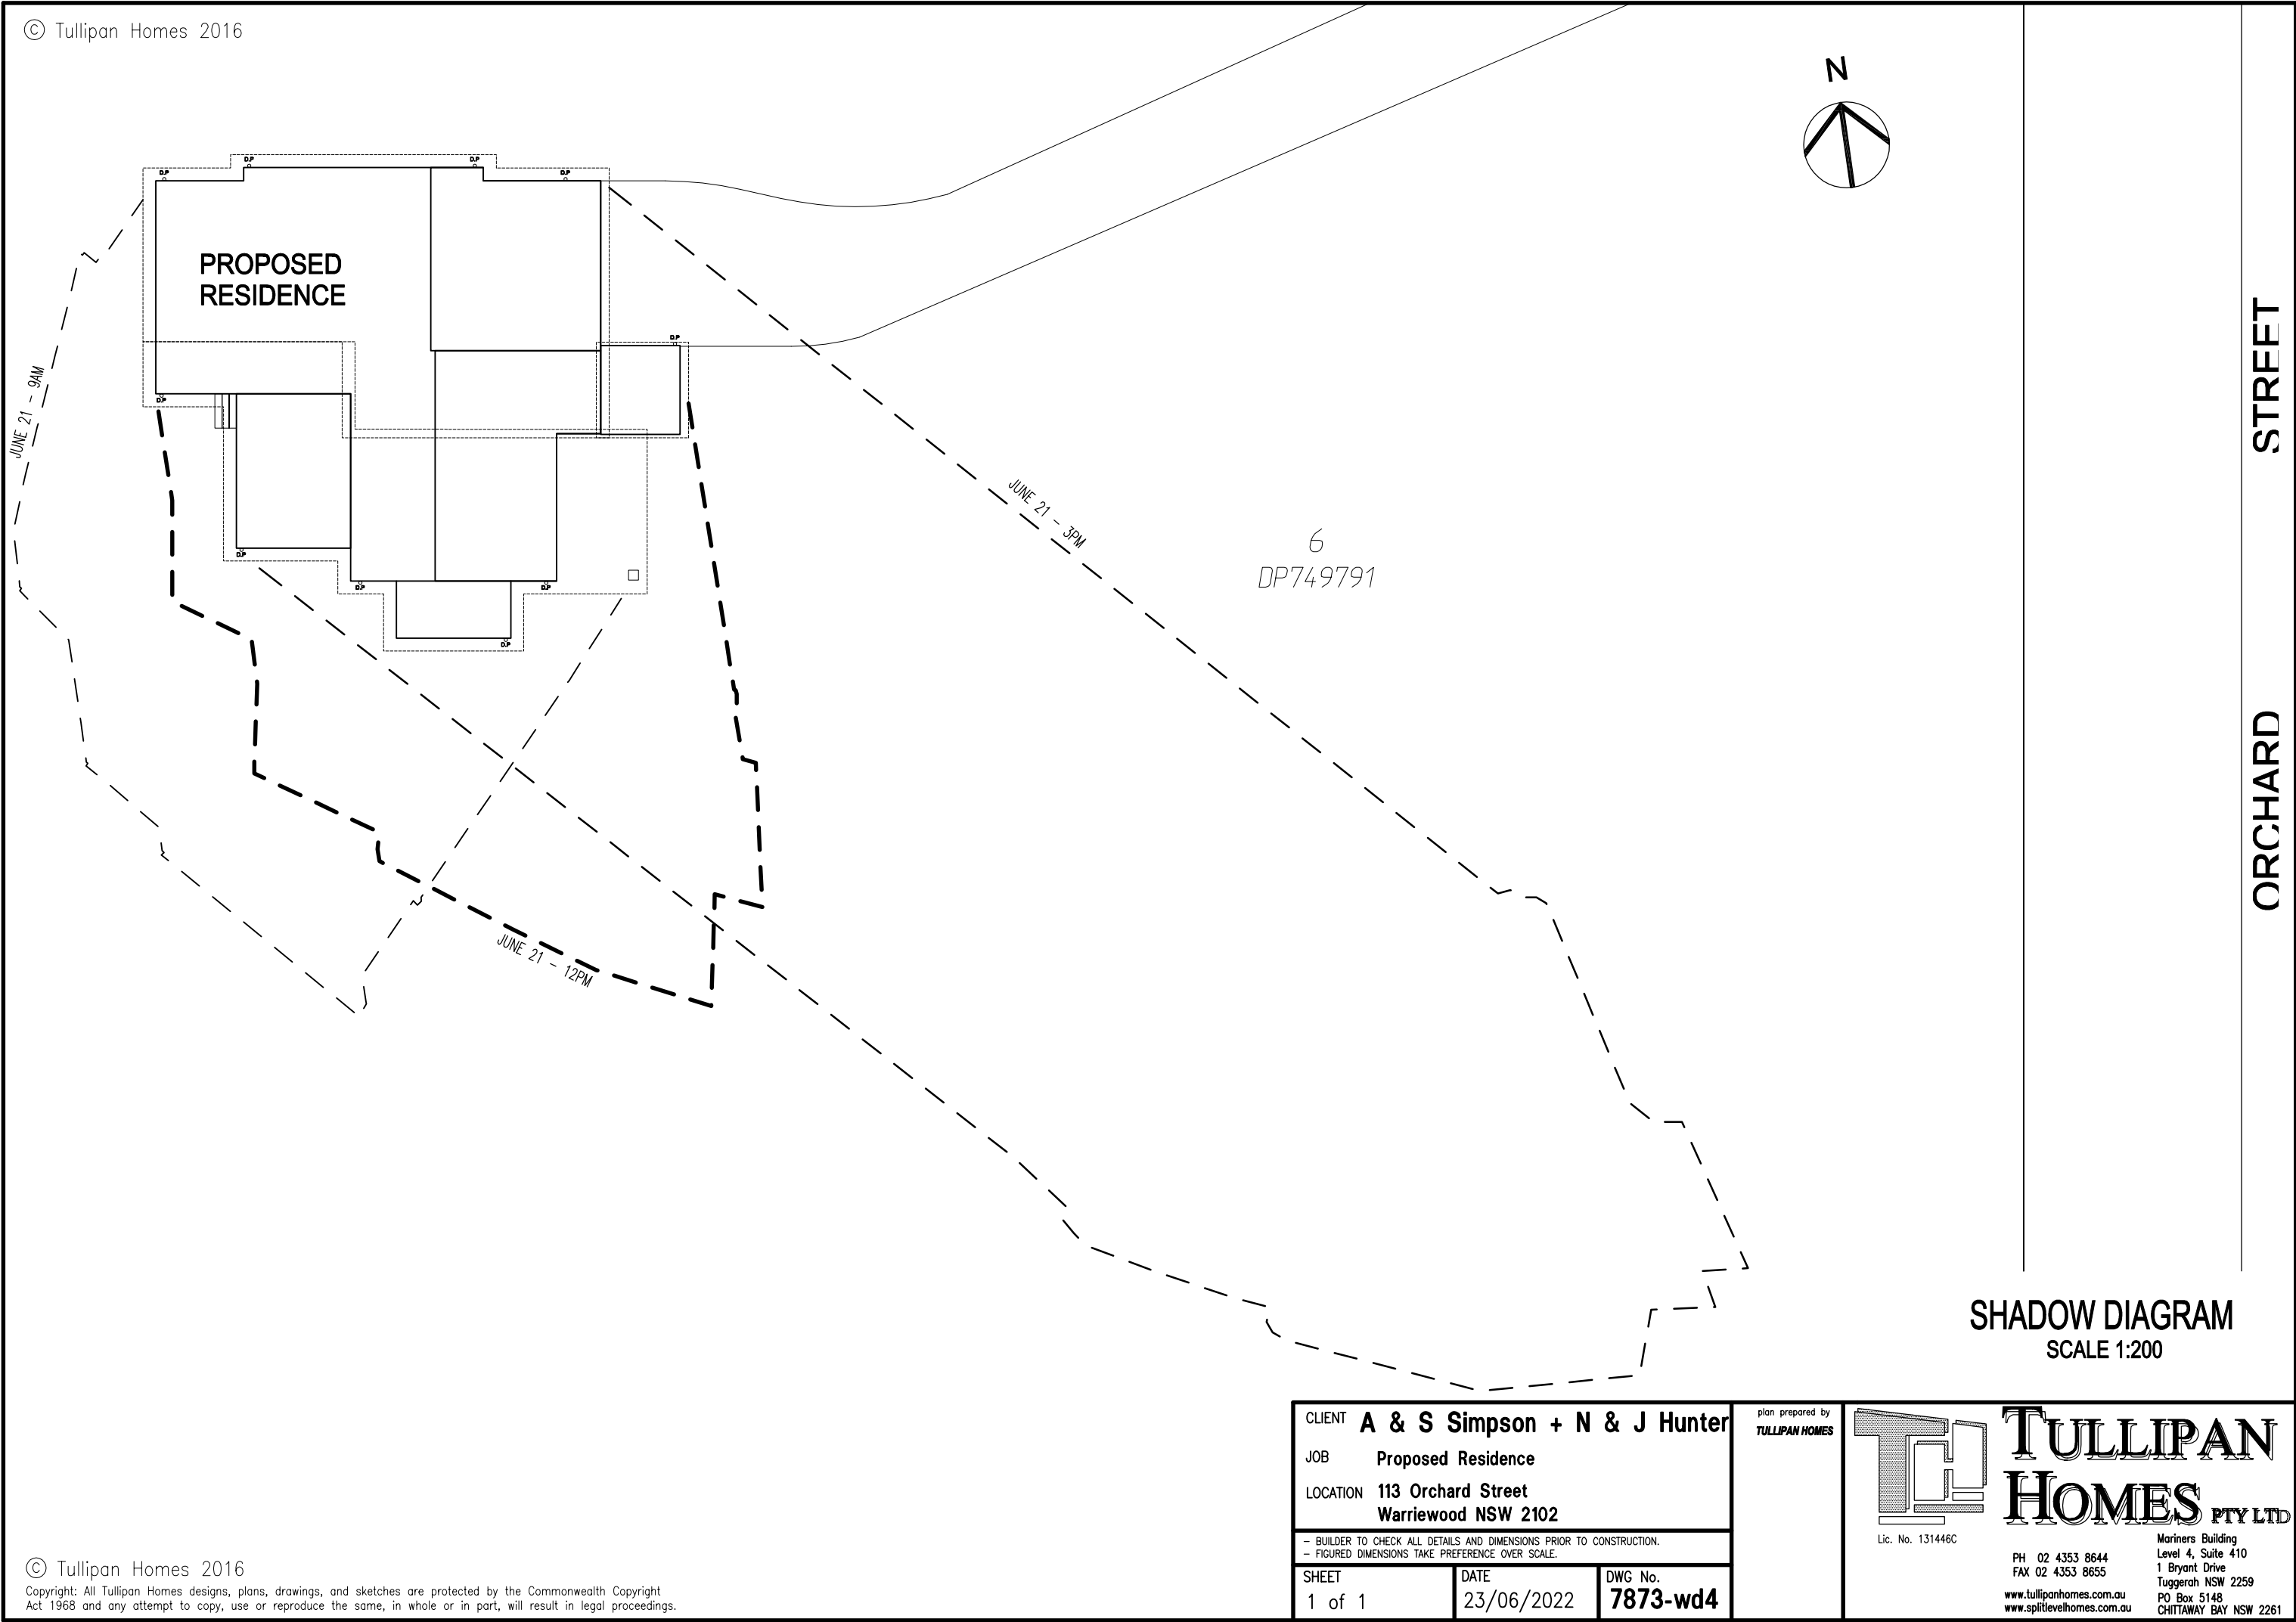 © Tullipan Homes 2016
N
D.P
D.P
D.P
D.P
PROPOSED
RESIDENCE
D.P
D.P
D.P
D.P
D.P
D.P
JUNE 21 - 9AM
JUNE 21 - 3PM
JUNE 21 - 12PM
6
DP749791
ORCHARD STREET
SHADOW DIAGRAM
SCALE 1:200
CLIENT A & S Simpson + N & J Hunter
JOB Proposed Residence
LOCATION 113 Orchard Street
Warriewood NSW 2102
- BUILDER TO CHECK ALL DETAILS AND DIMENSIONS PRIOR TO CONSTRUCTION.
- FIGURED DIMENSIONS TAKE PREFERENCE OVER SCALE.
SHEET
1 of 1
DATE
23/06/2022
DWG No.
7873-wd4
plan prepared by
TULLIPAN HOMES
Lic. No. 131446C
TULLIPAN
HOMES PTY LTD
PH 02 4353 8644
FAX 02 4353 8655
www.tullipanhomes.com.au
www.splitlevelhomes.com.au
Mariners Building
Level 4, Suite 410
1 Bryant Drive
Tuggerah NSW 2259
PO Box 5148
CHITTAWAY BAY NSW 2261
© Tullipan Homes 2016
Copyright: All Tullipan Homes designs, plans, drawings, and sketches are protected by the Commonwealth Copyright
Act 1968 and any attempt to copy, use or reproduce the same, in whole or in part, will result in legal proceedings.